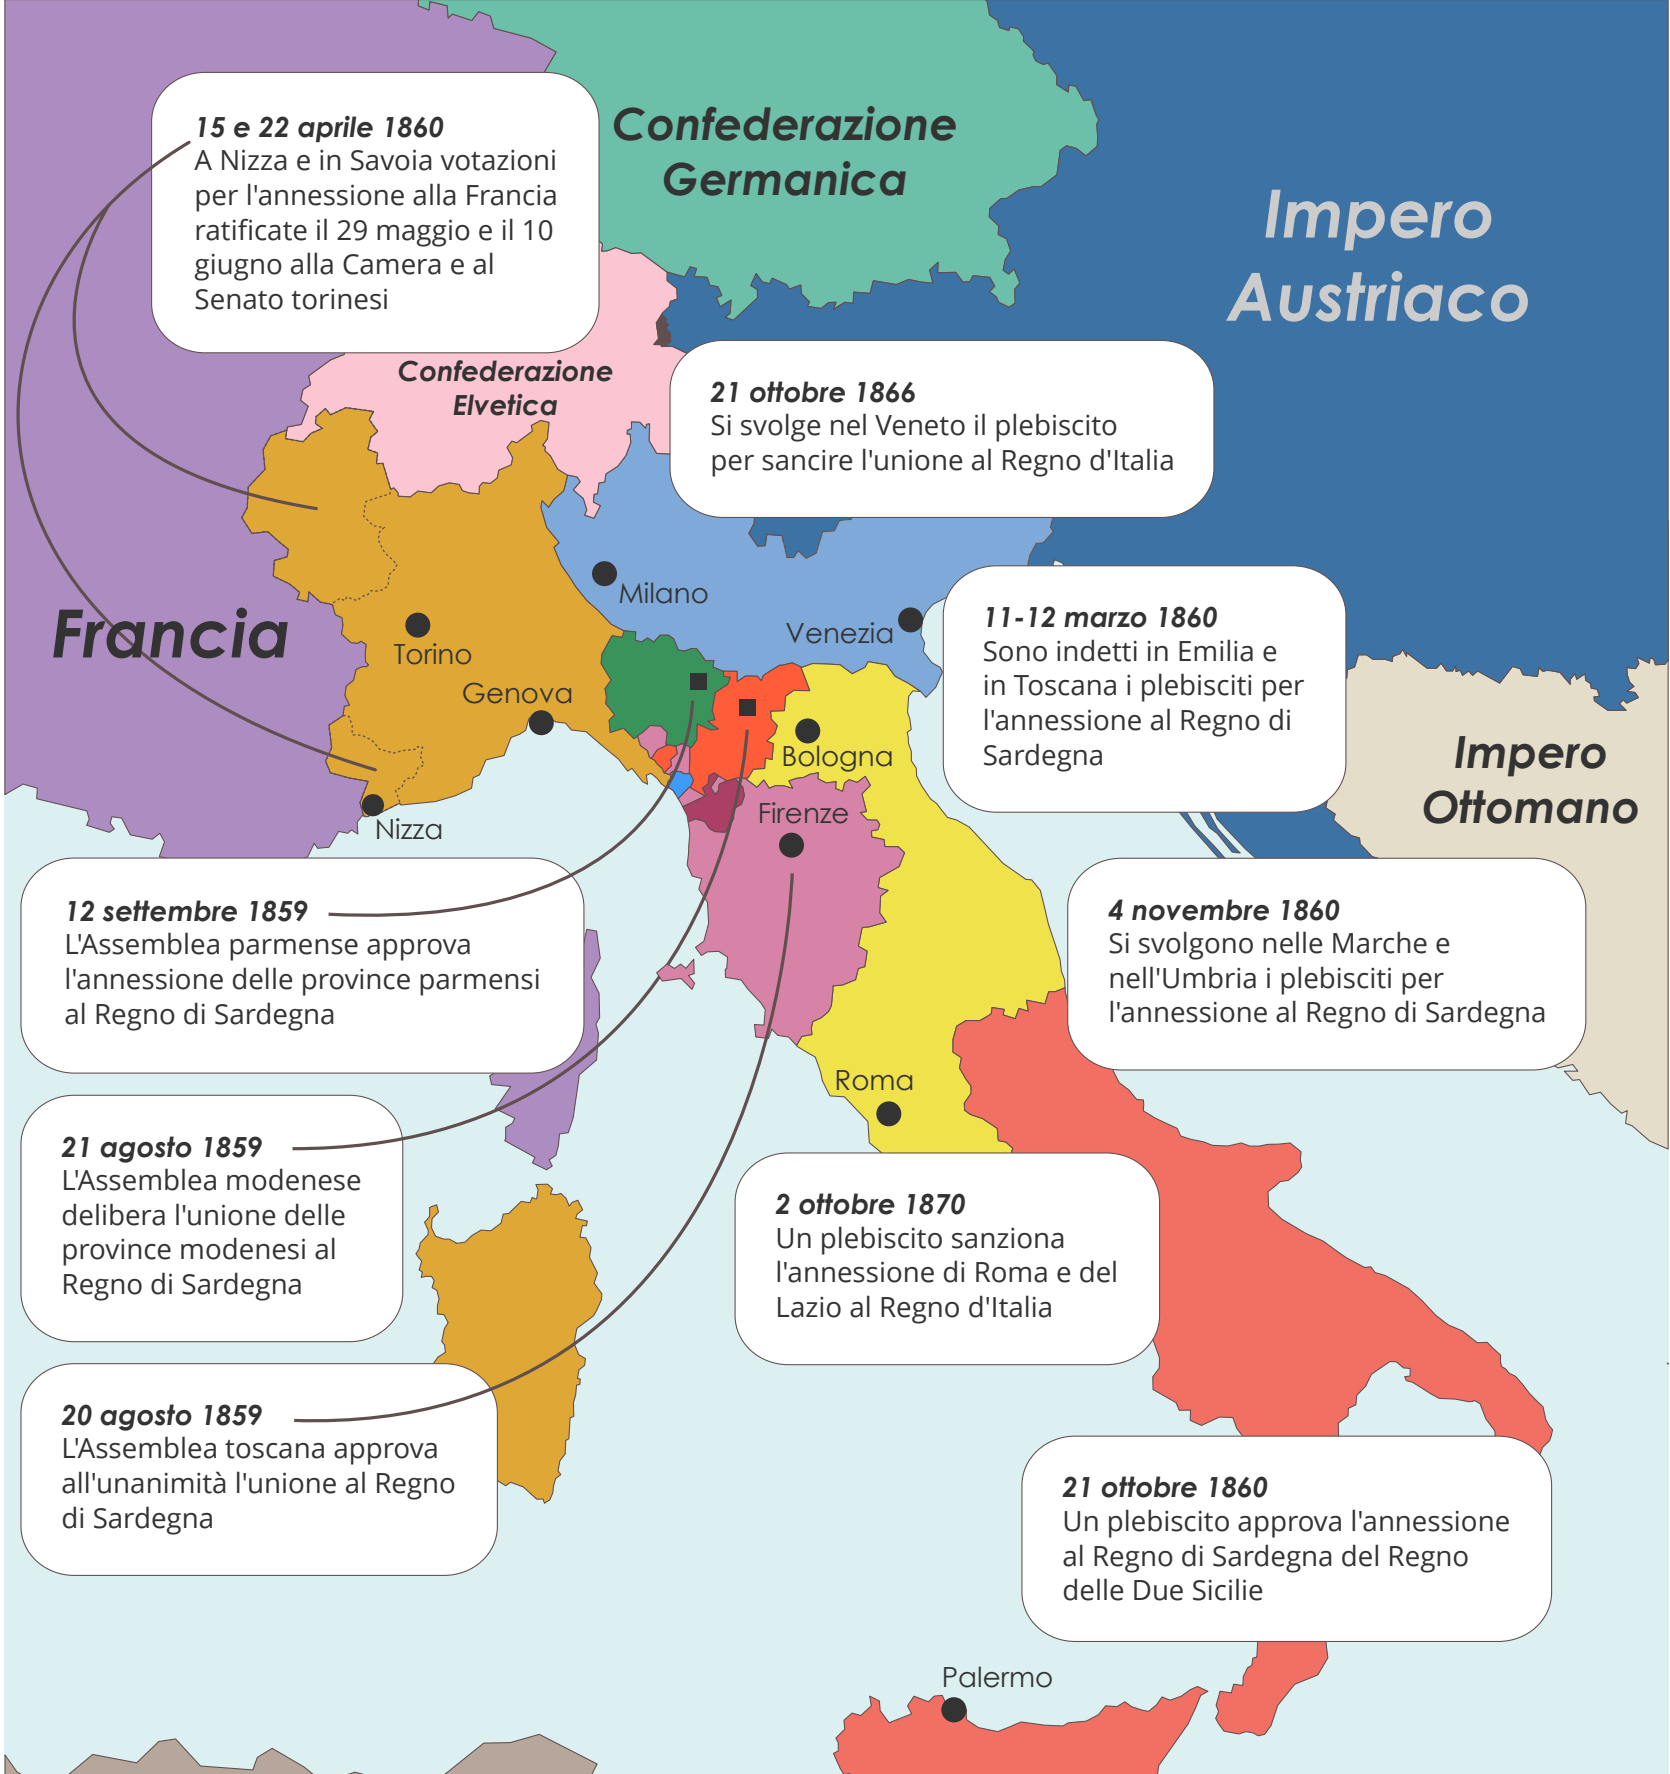 15 e 22 aprile 1860
A Nizza e in Savoia votazioni
per l'annessione alla Francia
ratificate il 29 maggio e il 10
giugno alla Camera e al
Senato torinesi
Confederazione
Germanica
Impero
Austriaco
Confederazione
Elvetica
21 ottobre 1866
Si svolge nel Veneto il plebiscito
per sancire l'unione al Regno d'Italia
Francia
Milano
Torino
Venezia
Genova
11-12 marzo 1860
Sono indetti in Emilia e
in Toscana i plebisciti per
l'annessione al Regno di
Sardegna
Bologna
Firenze
Nizza
Impero
Ottomano
12 settembre 1859
L'Assemblea parmense approva
l'annessione delle province parmensi
al Regno di Sardegna
4 novembre 1860
Si svolgono nelle Marche e
nell'Umbria i plebisciti per
l'annessione al Regno di Sardegna
Roma
21 agosto 1859
L'Assemblea modenese
delibera l'unione delle
province modenesi al
Regno di Sardegna
2 ottobre 1870
Un plebiscito sanziona
l'annessione di Roma e del
Lazio al Regno d'Italia
20 agosto 1859
L'Assemblea toscana approva
all'unanimità l'unione al Regno
di Sardegna
21 ottobre 1860
Un plebiscito approva l'annessione
al Regno di Sardegna del Regno
delle Due Sicilie
Palermo